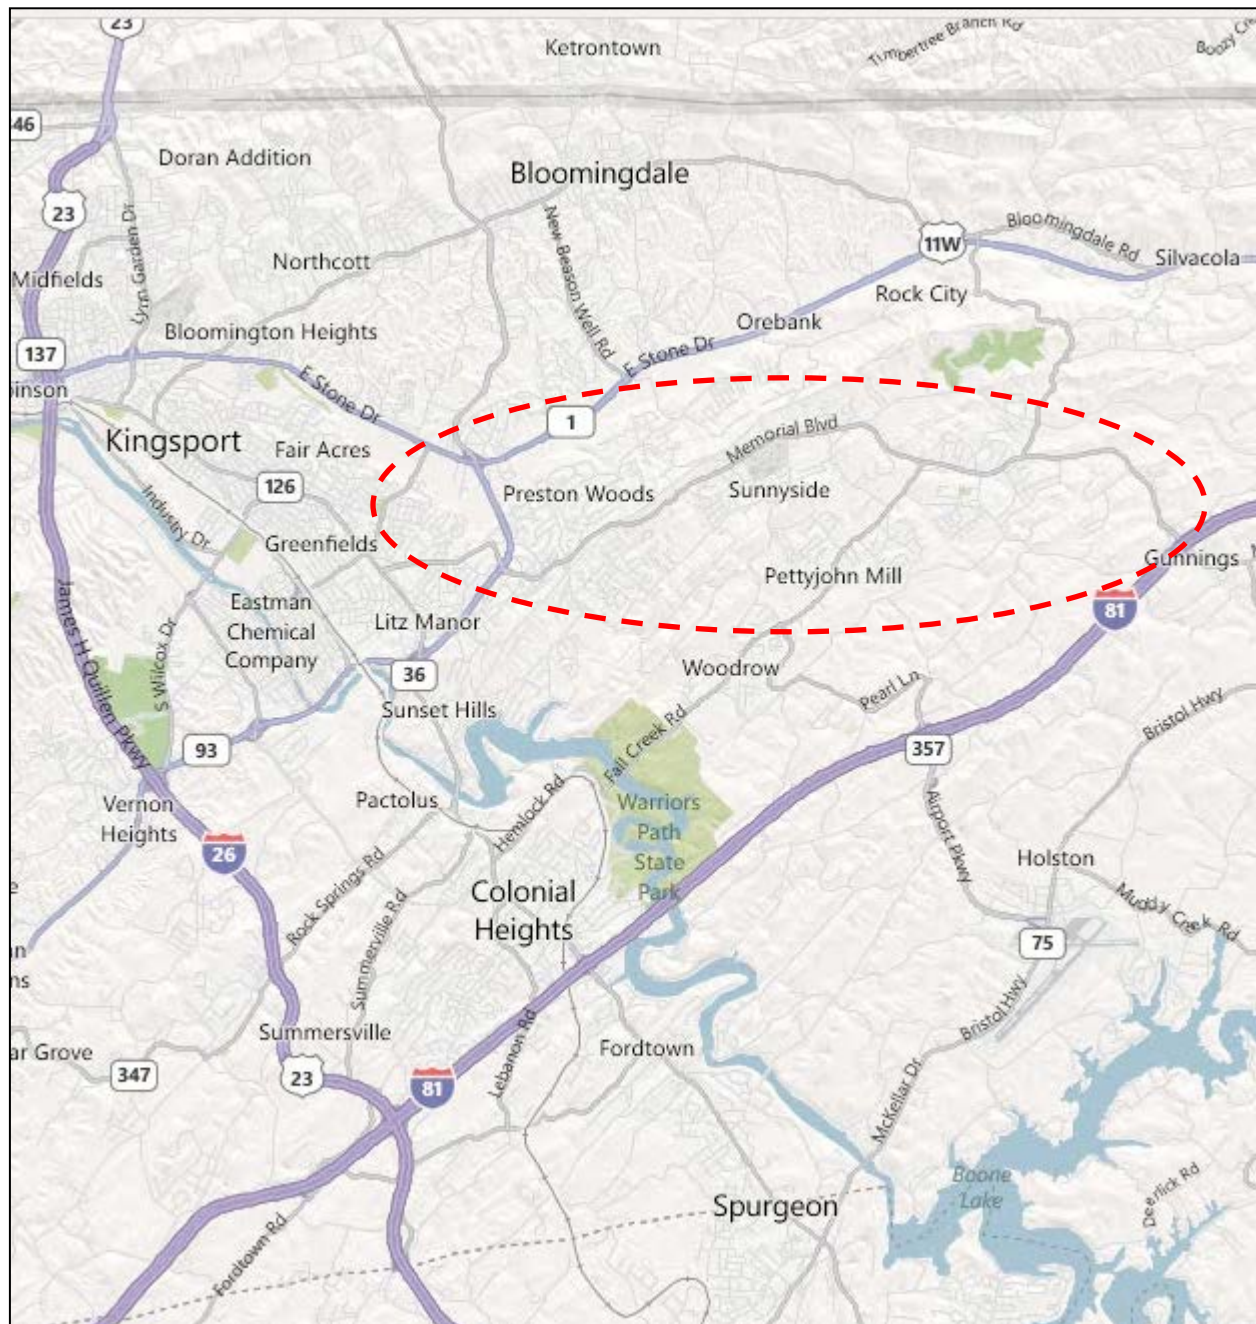 23
Ketrontown
Timbertree Branch Rd
46
Doran Addition
Bloomingdale
23
Lynn Garden Dr
New Beason Well Rd
11W
Bloomingdale Rd
Silvacola
Northcott
Midfields
Rock City
Orebank
Bloomington Heights
137
E Stone Dr
E Stone Dr
inson
1
Kingsport
Fair Acres
Memorial Blvd
126
Preston Woods
Sunnyside
Industry Dr
Greenfields
Gunnings
Pettyjohn Mill
James H Quillen Pkwy
Eastman
Chemical
Company
Litz Manor
81
S Wilcox Dr
36
Woodrow
Pearl Ln
Sunset Hills
Bristol Hwy
93
Fall Creek Rd
357
Vernon
Heights
Pactolus
Hemlock Rd
Warriors
Path
State
Park
Airport Pkwy
26
Holston
Rock Springs Rd
Summerville Rd
Colonial
Heights
75
Bristol Hwy
Summersville
ar Grove
347
23
81
Lebanon Rd
Fordtown
McKellar Dr
Boone
Lake
Spurgeon
Fordtown Rd